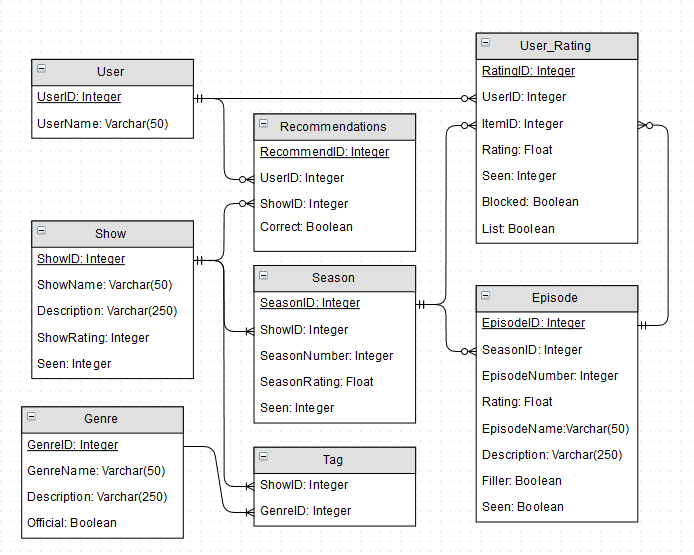 User
UserID: Integer
UserName: Varchar(50)
Show
ShowID: Integer
ShowName: Varchar(50)
Description: Varchar(250)
ShowRating: Integer
Seen: Integer
Genre
GenreID: Integer
GenreName: Varchar(50)
Description: Varchar(250)
Official: Boolean
Recommendations
RecommendID: Integer
UserID: Integer
ShowID: Integer
Correct: Boolean
Season
SeasonID: Integer
ShowID: Integer
SeasonNumber: Integer
SeasonRating: Float
Seen: Integer
Tag
ShowID: Integer
GenreID: Integer
User_Rating
RatingID: Integer
UserID: Integer
ItemID: Integer
Rating: Float
Seen: Integer
Blocked: Boolean
List: Boolean
Episode
EpisodeID: Integer
SeasonID: Integer
EpisodeNumber: Integer
Rating: Float
EpisodeName:Varchar(50)
Description: Varchar(250)
Filler: Boolean
Seen: Boolean